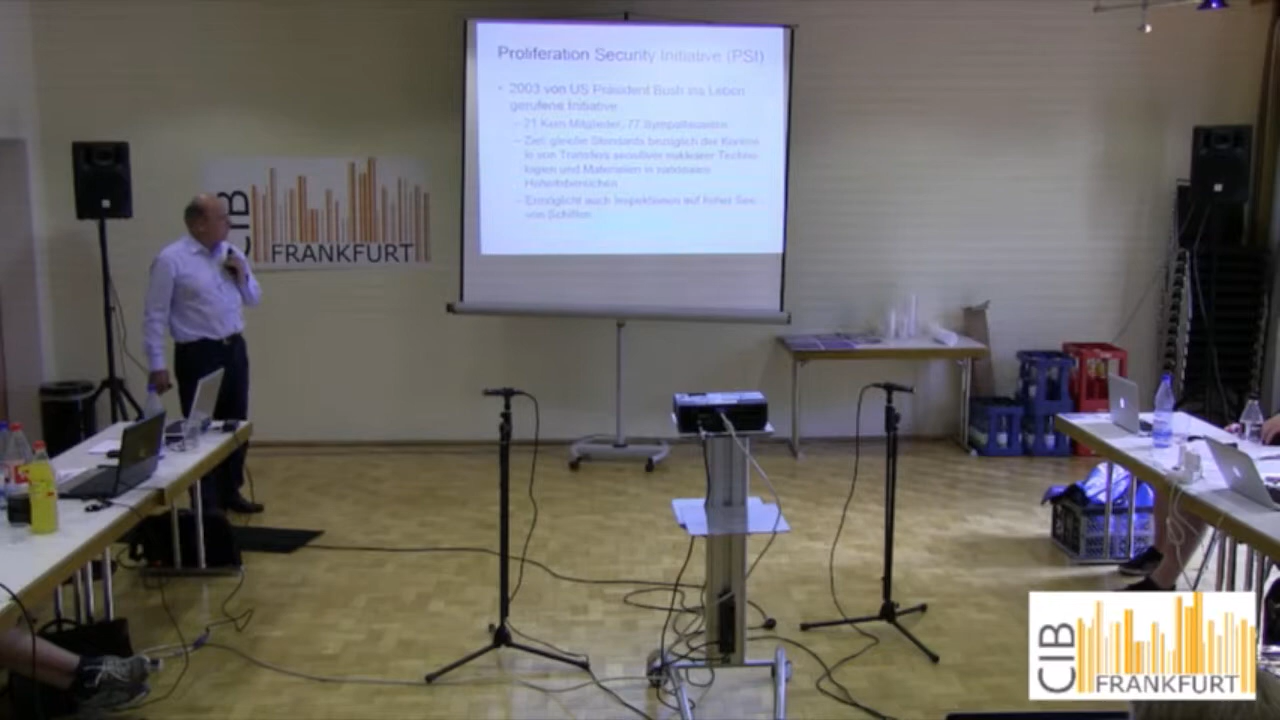 Proliferation Security Initiative (PSI)
• 2003 von US Präsident Bush ins Leben
gerufene Initiative
– 21 Kern-Mitglieder, 77 Sympathisanten
– Ziel: gleiche Standards bezüglich der Kontrol
le von Transfers sensitiver nuklearer Techno
logien und Materialien in
Hoheitsbereichen
– Ermöglicht auch Inspektionen auf hoher See
von Schiffen
CIB
FRANKFURT
CIB
FRANKFURT